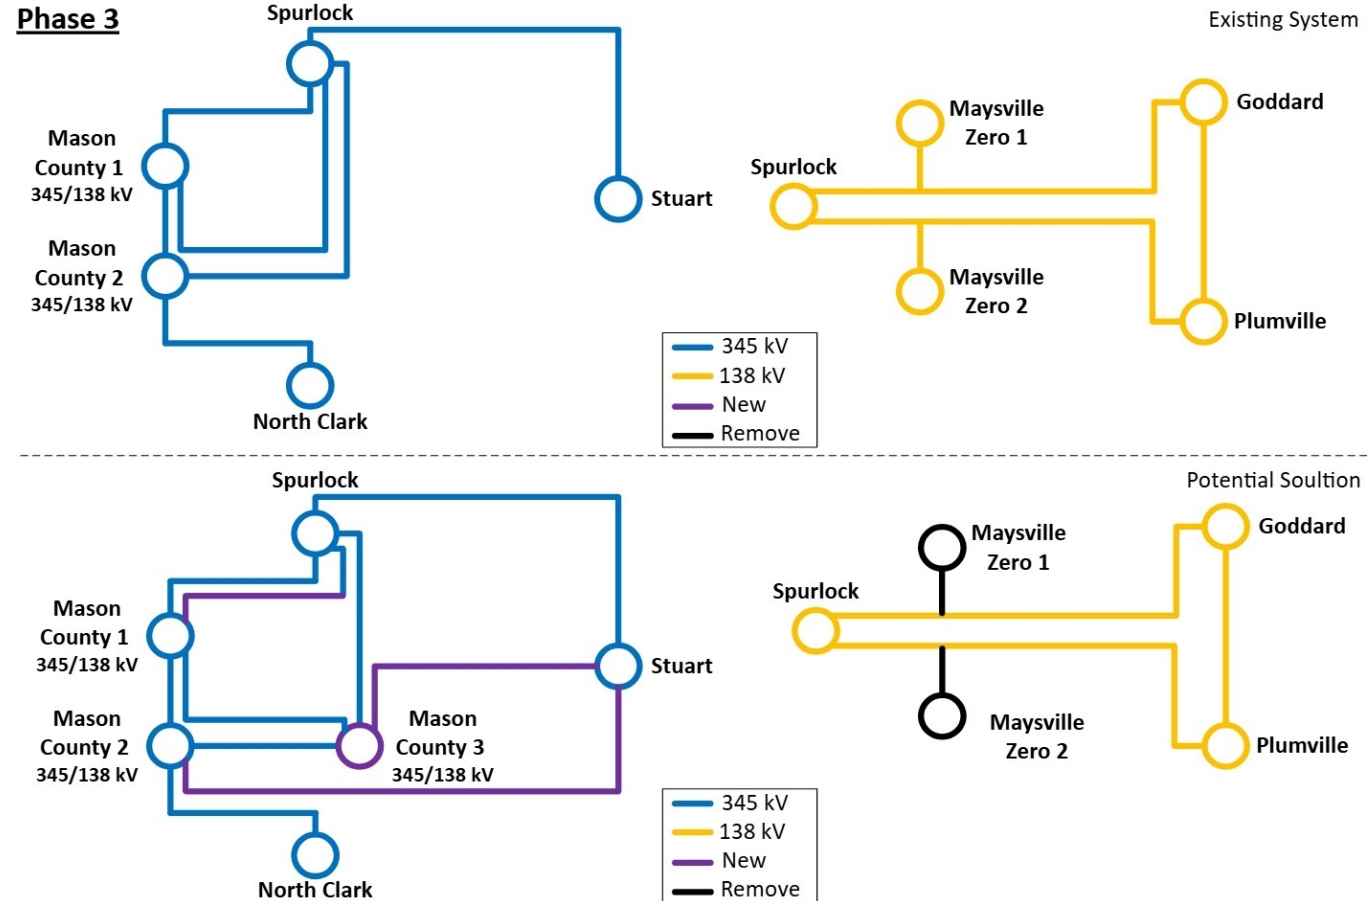 Phase 3
Existing System
Spurlock
Mason
County 1
345/138 kV
Mason
County 2
345/138 kV
Stuart
North Clark
Spurlock
Maysville
Zero 1
Maysville
Zero 2
Goddard
Plumville
345 kV
138 kV
New
Remove
Potential Soultion
Spurlock
Mason
County 1
345/138 kV
Mason
County 2
345/138 kV
Mason
County 3
345/138 kV
Stuart
North Clark
Spurlock
Maysville
Zero 1
Maysville
Zero 2
Goddard
Plumville
345 kV
138 kV
New
Remove